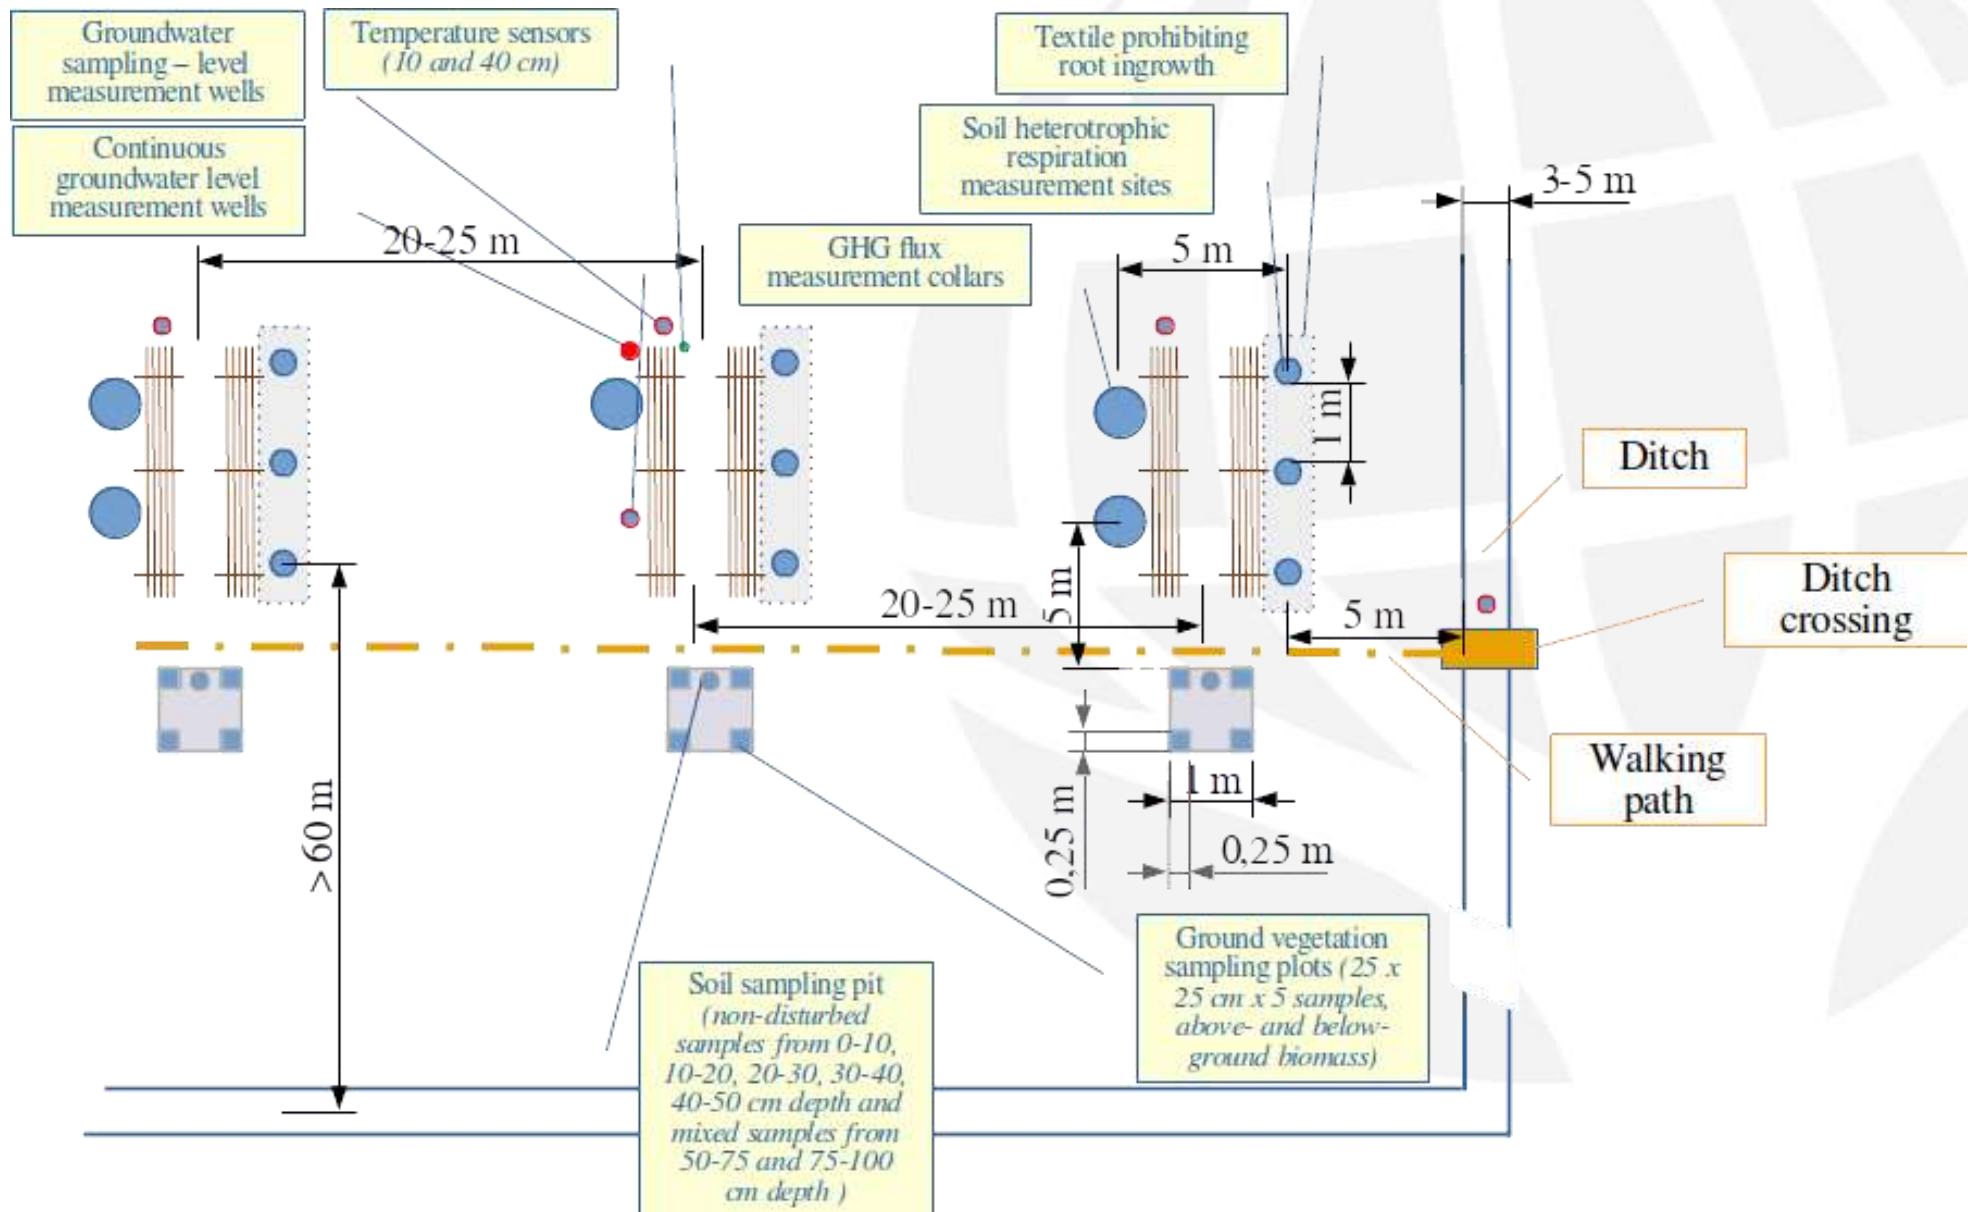 Groundwater
sampling – level
measurement wells
Continuous
groundwater level
measurement wells
Temperature sensors
(10 and 40 cm)
Textile prohibiting
root ingrowth
Soil heterotrophic
respiration
measurement sites
GHG flux
measurement collars
20-25 m
5 m
3-5 m
1 m
Ditch
Ditch
crossing
Walking
path
20-25 m
5 m
5 m
>60 m
1 m
0,25 m
0,25 m
Soil sampling pit
(non-disturbed
samples from 0-10,
10-20, 20-30, 30-40,
40-50 cm depth and
mixed samples from
50-75 and 75-100
cm depth )
Ground vegetation
sampling plots (25 x
25 cm x 5 samples,
above- and below-
ground biomass)